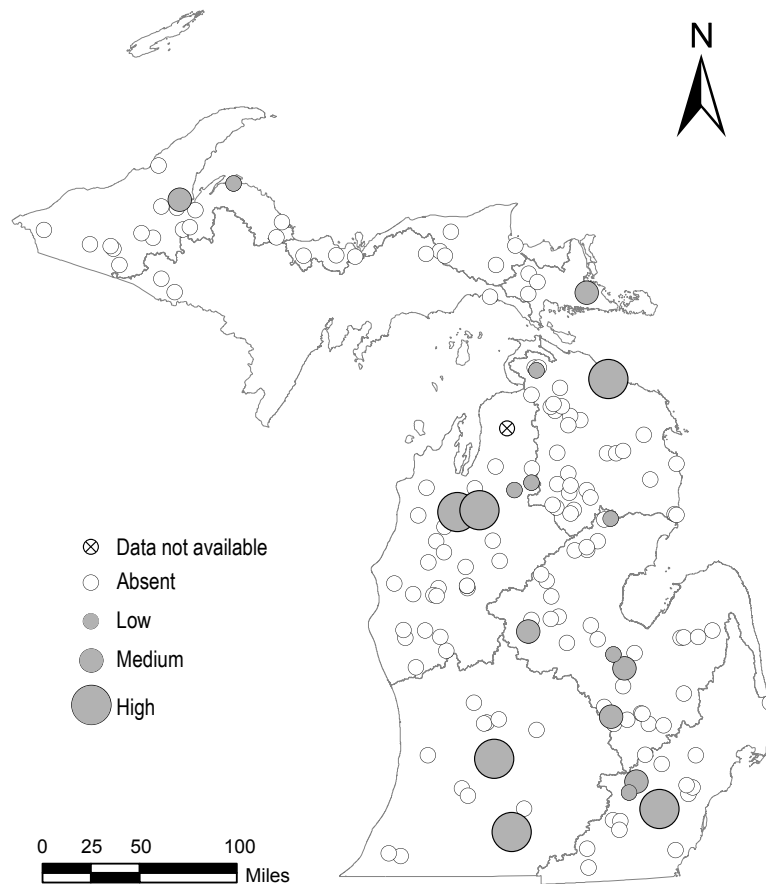 N
Data not available
Absent
Low
Medium
High
0 25 50 100
Miles